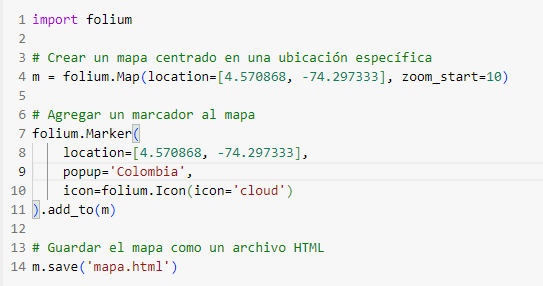 1 import folium
2
3 # Crear un mapa centrado en una ubicación específica
4 m = folium.Map(location=[4.570868, -74.297333], zoom_start=10)
5
6 # Agregar un marcador al mapa
7 folium.Marker(
8     location=[4.570868, -74.297333],
9     popup='Colombia',
10     icon=folium.Icon(icon='cloud')
11 ).add_to(m)
12
13 # Guardar el mapa como un archivo HTML
14 m.save('mapa.html')